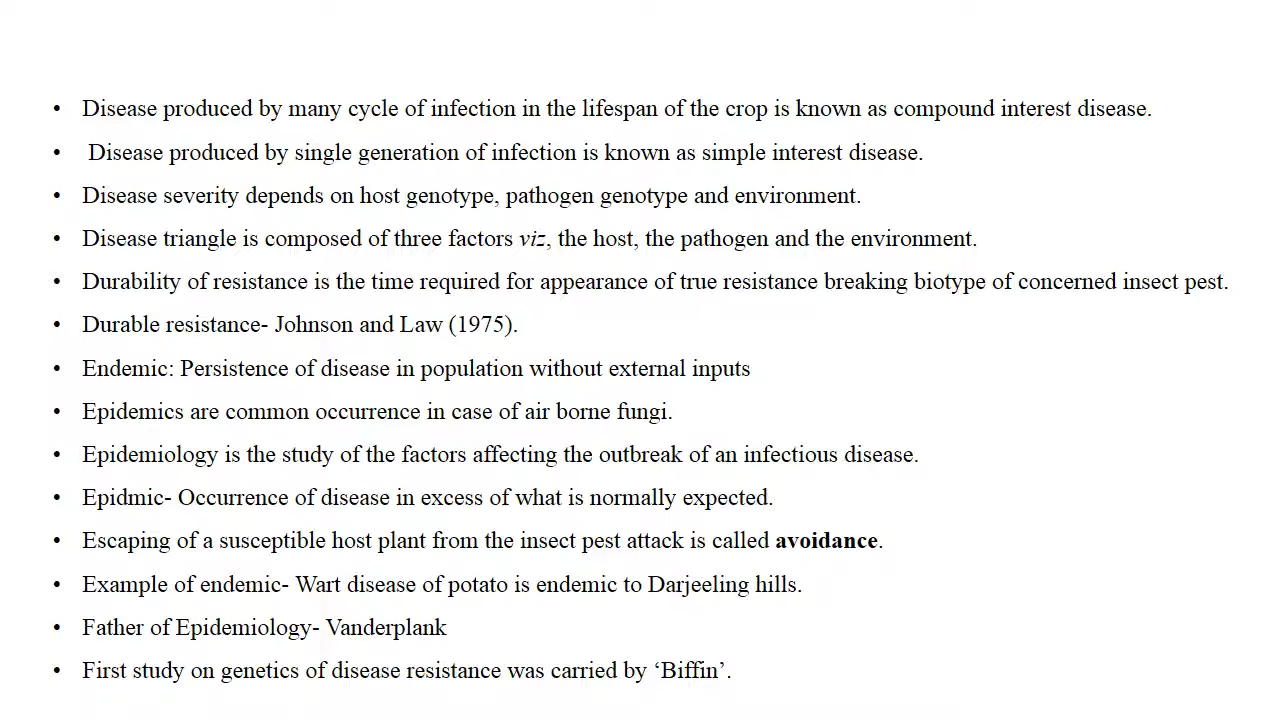 • Disease produced by many cycle of infection in the lifespan of the crop is known as compound interest disease.
• Disease produced by single generation of infection is known as simple interest disease.
• Disease severity depends on host genotype, pathogen genotype and environment.
• Disease triangle is composed of three factors viz, the host, the pathogen and the environment.
• Durability of resistance is the time required for appearance of true resistance breaking biotype of concerned insect pest.
• Durable resistance- Johnson and Law (1975).
• Endemic: Persistence of disease in population without external inputs
• Epidemics are common occurrence in case of air borne fungi.
• Epidemiology is the study of the factors affecting the outbreak of an infectious disease.
• Epidmic- Occurrence of disease in excess of what is normally expected.
• Escaping of a susceptible host plant from the insect pest attack is called avoidance.
• Example of endemic- Wart disease of potato is endemic to Darjeeling hills.
• Father of Epidemiology- Vanderplank
• First study on genetics of disease resistance was carried by ‘Biffin’.